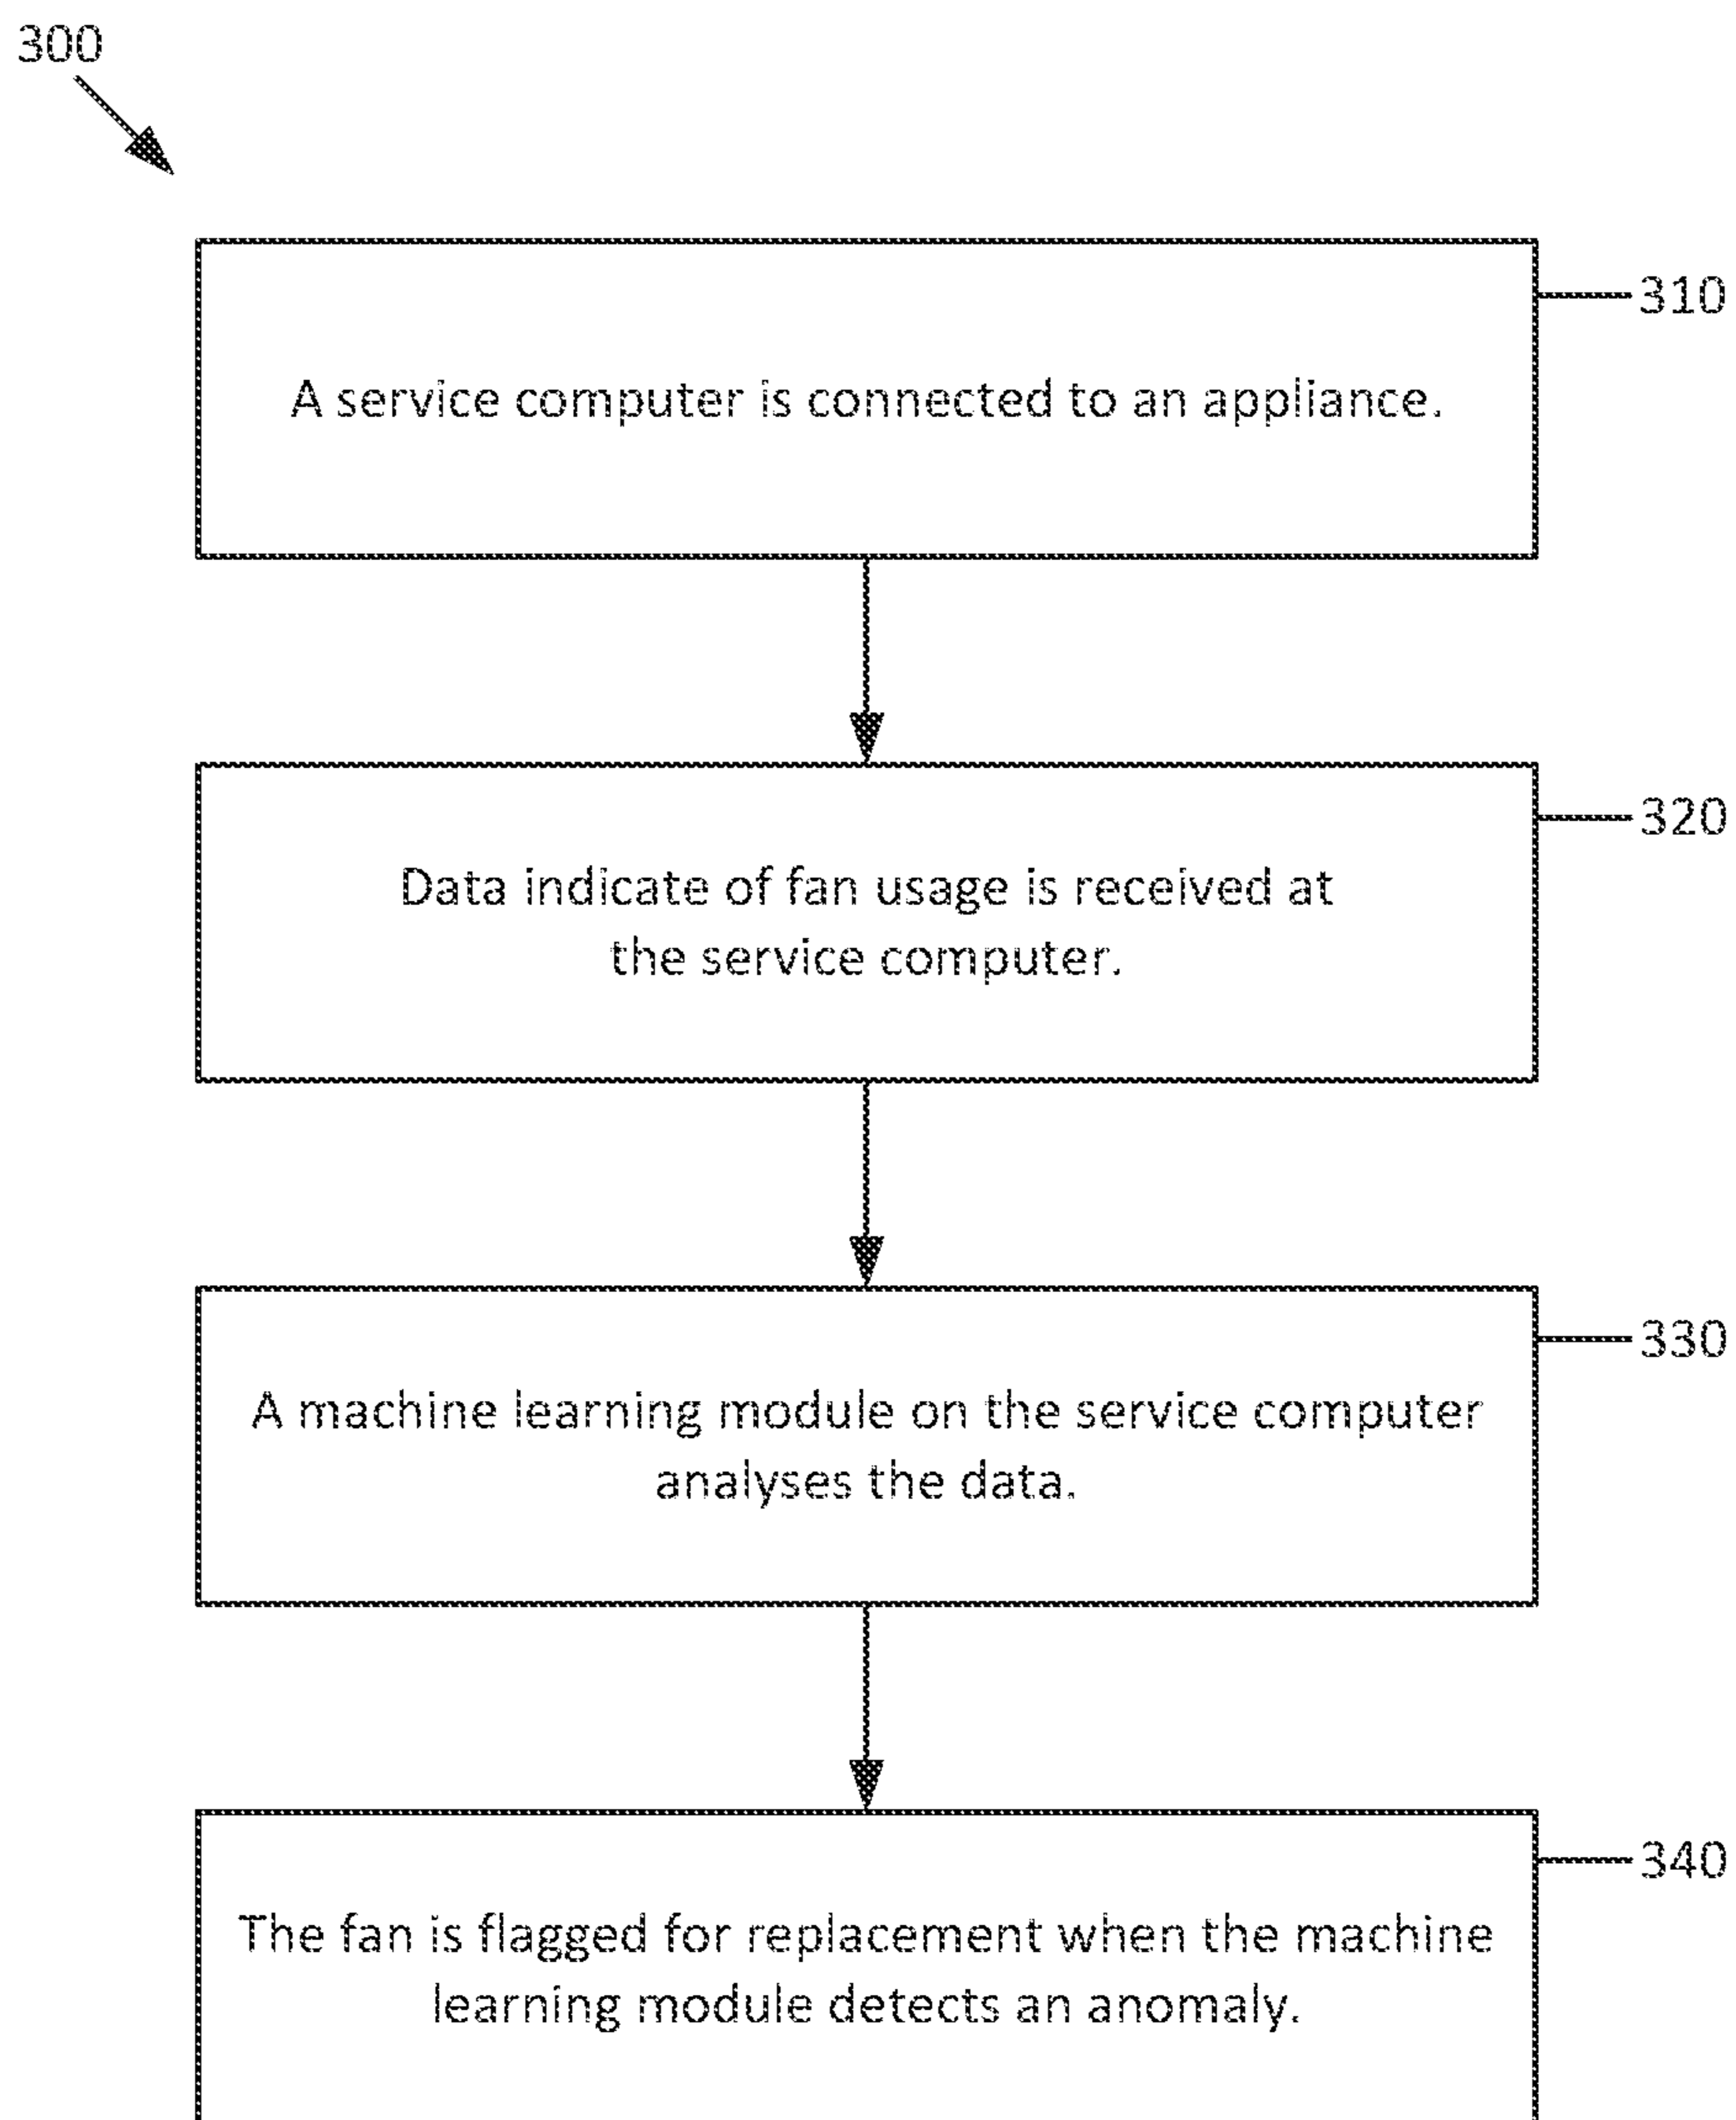 300
310
A service computer is connected to an appliance.
320
Data indicate of fan usage is received at
the service computer.
330
A machine learning module on the service computer
analyses the data.
340
The fan is flagged for replacement when the machine
learning module detects an anomaly.